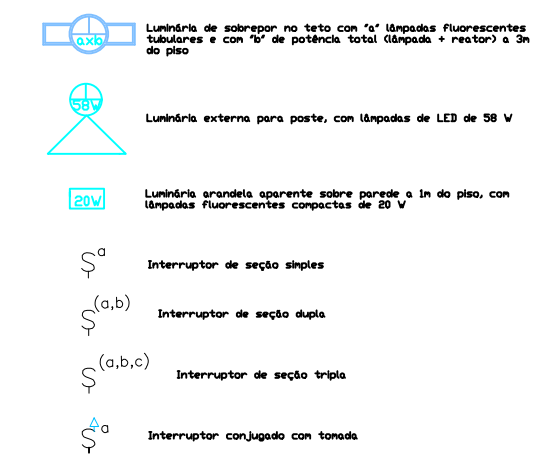 axb
Luminária de sobrepor no teto com "a" lâmpadas fluorescentes
tubulares e com "b" de potência total (lâmpada + reator) a 3m
do piso
58W
Luminária externa para poste, com lâmpadas de LED de 58 W
20W
Luminária arandela aparente sobre parede a 1m do piso, com
lâmpadas fluorescentes compactas de 20 W
S a
Interruptor de seção simples
S (a,b)
Interruptor de seção dupla
S (a,b,c)
Interruptor de seção tripla
S a
Interruptor conjugado com tomada